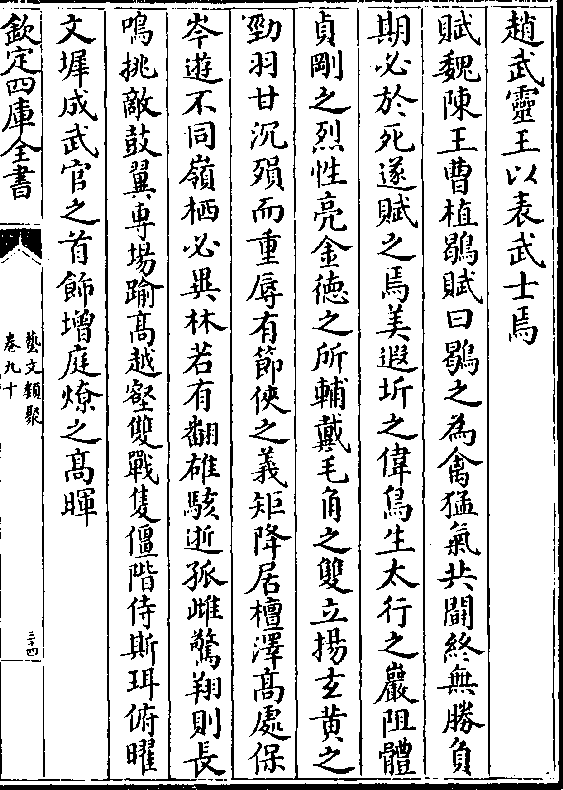 趙武靈王以表武士焉
賦魏陳王曹植鶡賦曰鶡之為禽猛氣共鬭終無勝負
期必於死遂賦之焉美遐圻之偉鳥生太行之巖阻體
貞剛之烈性亮金德之所輔戴毛角之雙立揚玄黃之
勁羽甘沉殞而重辱有節俠之義矩降居檀澤高處保
岑遊不同嶺栖必異林若有翻雄駭逝孤雌驚翔則長
鳴挑敵鼓翼專場踰高越壑雙戰隻僵階侍斯珥俯曜
文墀成武官之首飾增庭燎之高暉
欽定四庫全書
藝文類聚
卷九十
三四